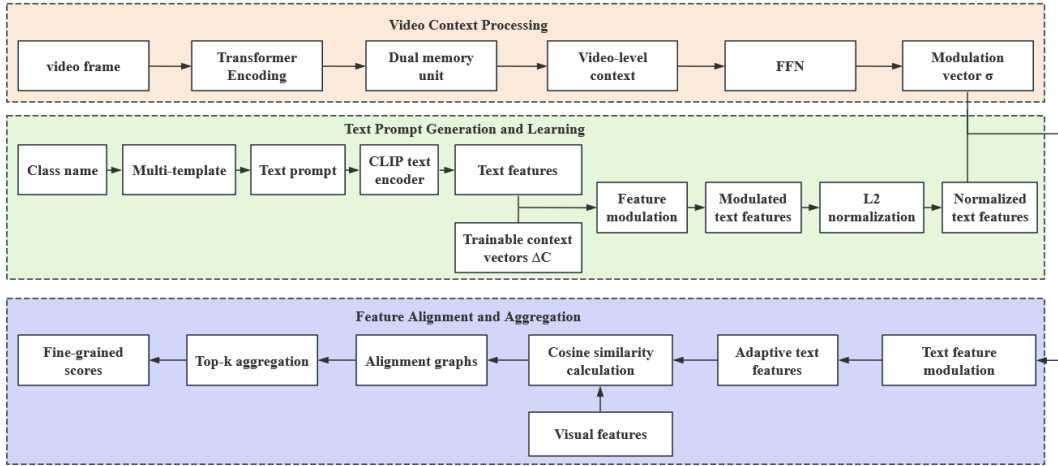 Video Context Processing
video frame
Transformer
Encoding
Dual memory
unit
Video-level
context
FFN
Modulation
vector σ
Text Prompt Generation and Learning
Class name
Multi-template
Text prompt
CLIP text
encoder
Text features
Trainable context
vectors ΔC
Feature
modulation
Modulated
text features
L2
normalization
Normalized
text features
Feature Alignment and Aggregation
Fine-grained
scores
Top-k aggregation
Alignment graphs
Cosine similarity
calculation
Adaptive text
features
Text feature
modulation
Visual features